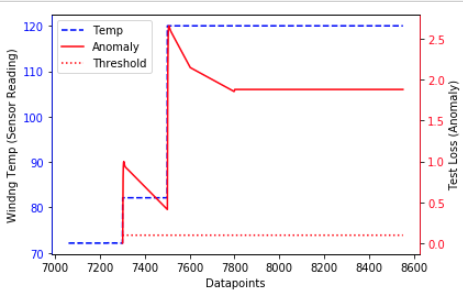 Temp
Anomaly
Threshold
120
110
100
90
80
70
2.5
2.0
1.5
1.0
0.5
0.0
Windng Temp (Sensor Reading)
Test Loss (Anomaly)
7000 7200 7400 7600 7800 8000 8200 8400 8600
Datapoints